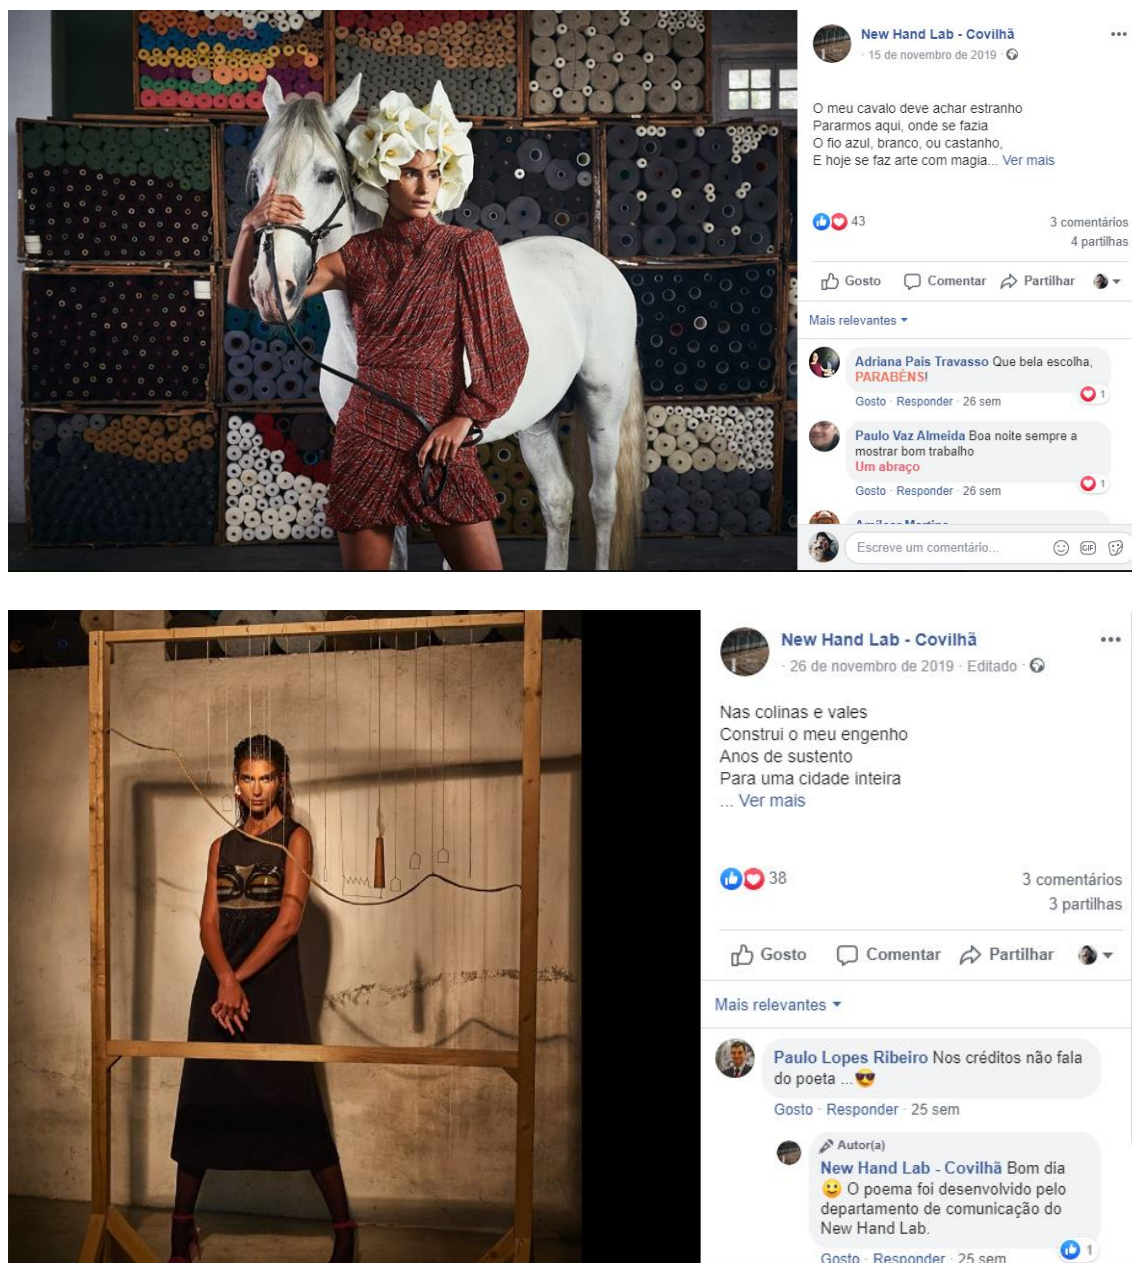 New Hand Lab - Covilhã
· 15 de novembro de 2019 ·
O meu cavalo deve achar estranho
Pararmos aqui, onde se fazia
O fio azul, branco, ou castanho,
E hoje se faz arte com magia... Ver mais
43
3 comentários
4 partilhas
Gosto Comentar Partilhar
Mais relevantes
Adriana Pais Travasso Que bela escolha,
PARABÉNS!
1
Gosto · Responder · 26 sem
Paulo Vaz Almeida Boa noite sempre a
mostrar bom trabalho
Um abraço
1
Gosto · Responder · 26 sem
Escreve um comentário...
GIF
New Hand Lab - Covilhã
· 26 de novembro de 2019 · Editado ·
Nas colinas e vales
Construi o meu engenho
Anos de sustento
Para uma cidade inteira
... Ver mais
38
3 comentários
3 partilhas
Gosto Comentar Partilhar
Mais relevantes
Paulo Lopes Ribeiro Nos créditos não fala
do poeta ...
Gosto · Responder · 25 sem
Autor(a)
New Hand Lab - Covilhã Bom dia
O poema foi desenvolvido pelo
departamento de comunicação do
New Hand Lab.
1
Gosto · Responder · 25 sem